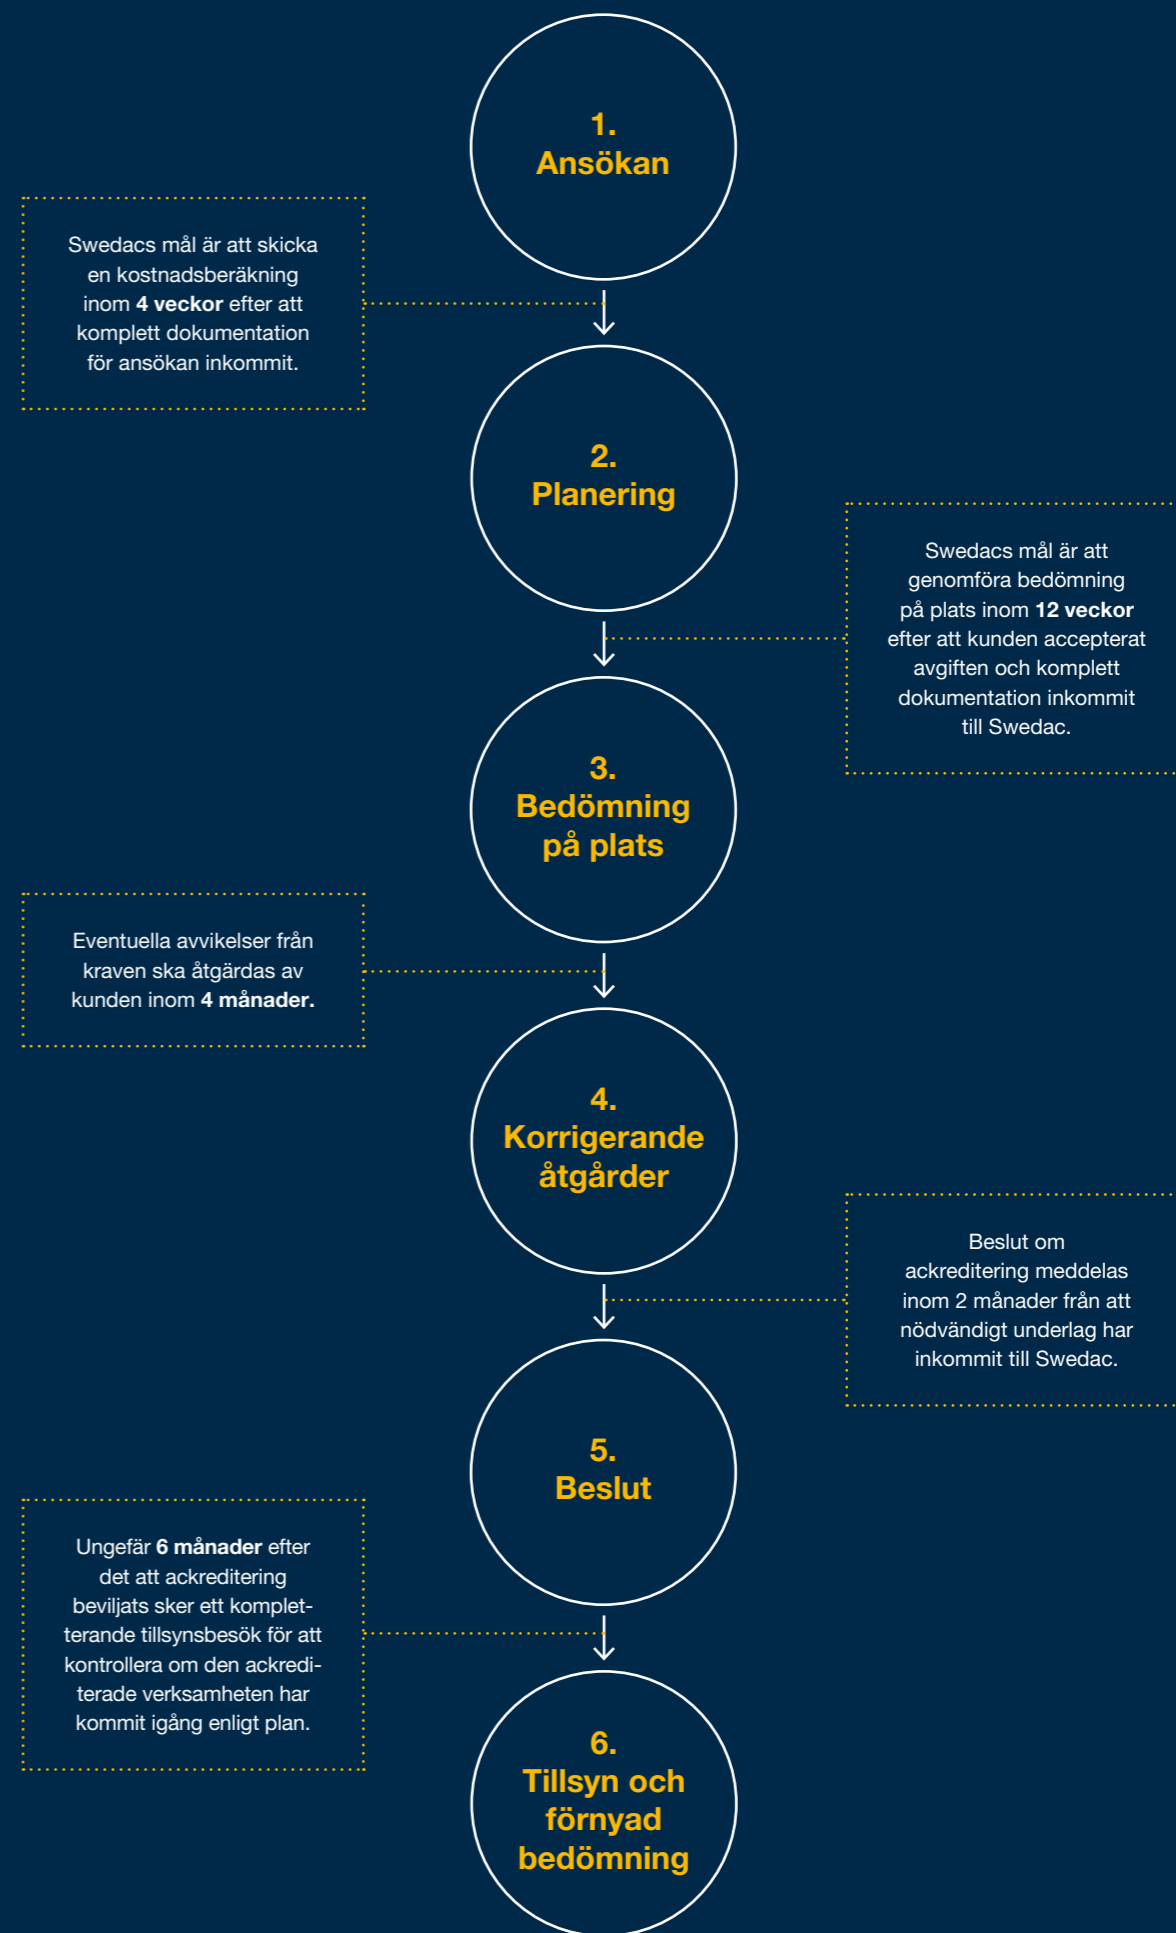 1.
Ansökan
Swedacs mål är att skicka
en kostnadsberäkning
inom 4 veckor efter att
komplett dokumentation
för ansökan inkommit.
2.
Planering
Swedacs mål är att
genomföra bedömning
på plats inom 12 veckor
efter att kunden accepterat
avgiften och komplett
dokumentation inkommit
till Swedac.
3.
Bedömning
på plats
Eventuella avvikelser från
kraven ska åtgärdas av
kunden inom 4 månader.
4.
Korrigerande
åtgårder
Beslut om
ackreditering meddelas
inom 2 månader från att
nödvändigt underlag har
inkommit till Swedac.
5.
Beslut
Ungefär 6 månader efter
det att ackreditering
beviljats sker ett komplet-
terande tillsynsbesök för att
kontrollera om den ackredi-
terade verksamheten har
kommit igång enligt plan.
6.
Tillsyn och
förnyad
bedömning